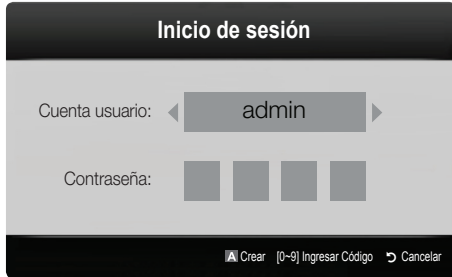 Inicio de sesión
Cuenta usuario: admin
Contraseña:
A Crear [0~9] Ingresar Código Cancelar